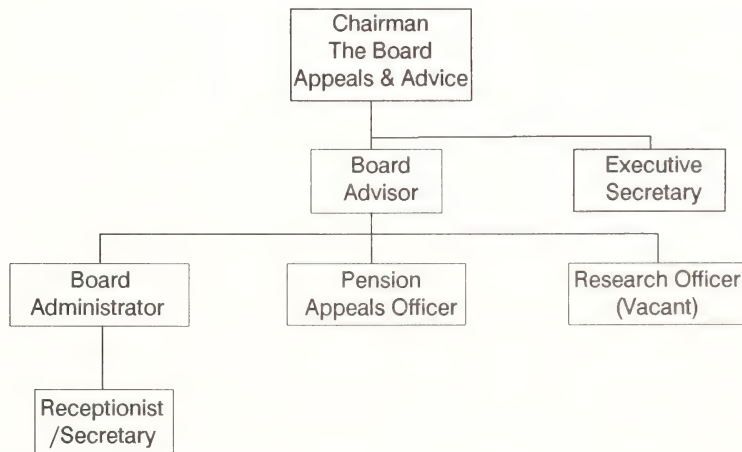 Chairman
The Board
Appeals & Advice
Board
Advisor
Executive
Secretary
Board
Administrator
Pension
Appeals Officer
Research Officer
(Vacant)
Receptionist
/Secretary